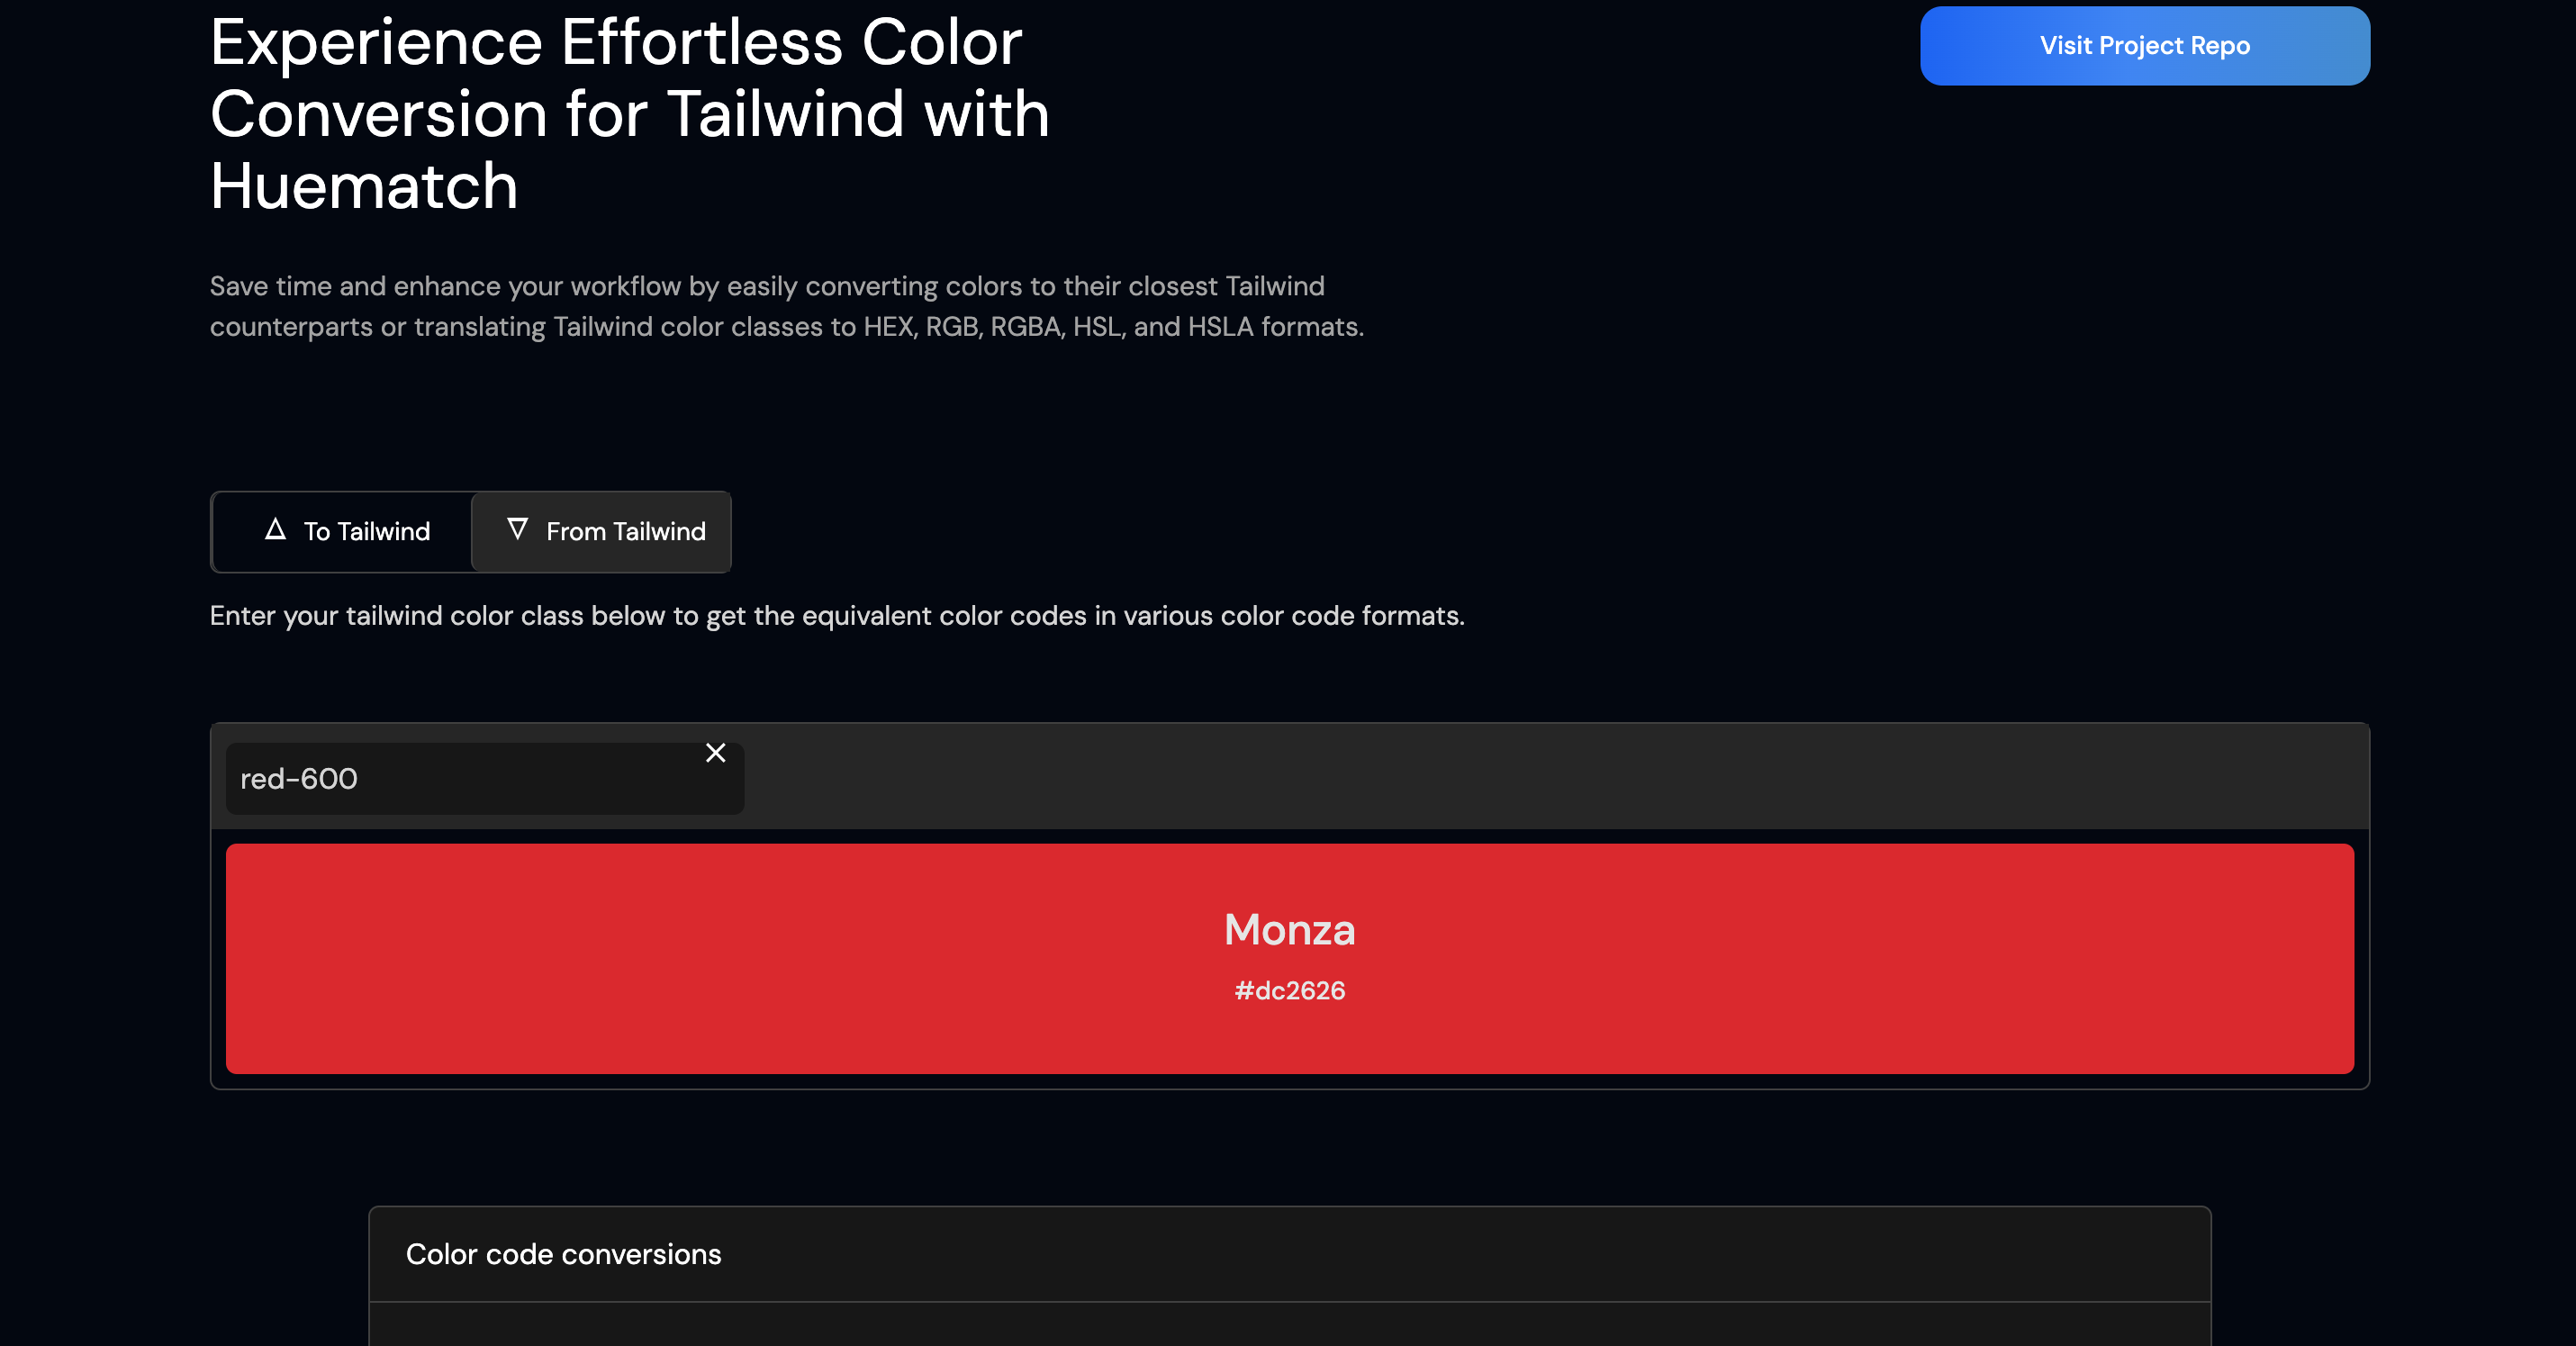 Experience Effortless Color
Conversion for Tailwind with
Huematch
Visit Project Repo
Save time and enhance your workflow by easily converting colors to their closest Tailwind
counterparts or translating Tailwind color classes to HEX, RGB, RGBA, HSL, and HSLA formats.
To Tailwind
From Tailwind
Enter your tailwind color class below to get the equivalent color codes in various color code formats.
red-600
Monza
#dc2626
Color code conversions